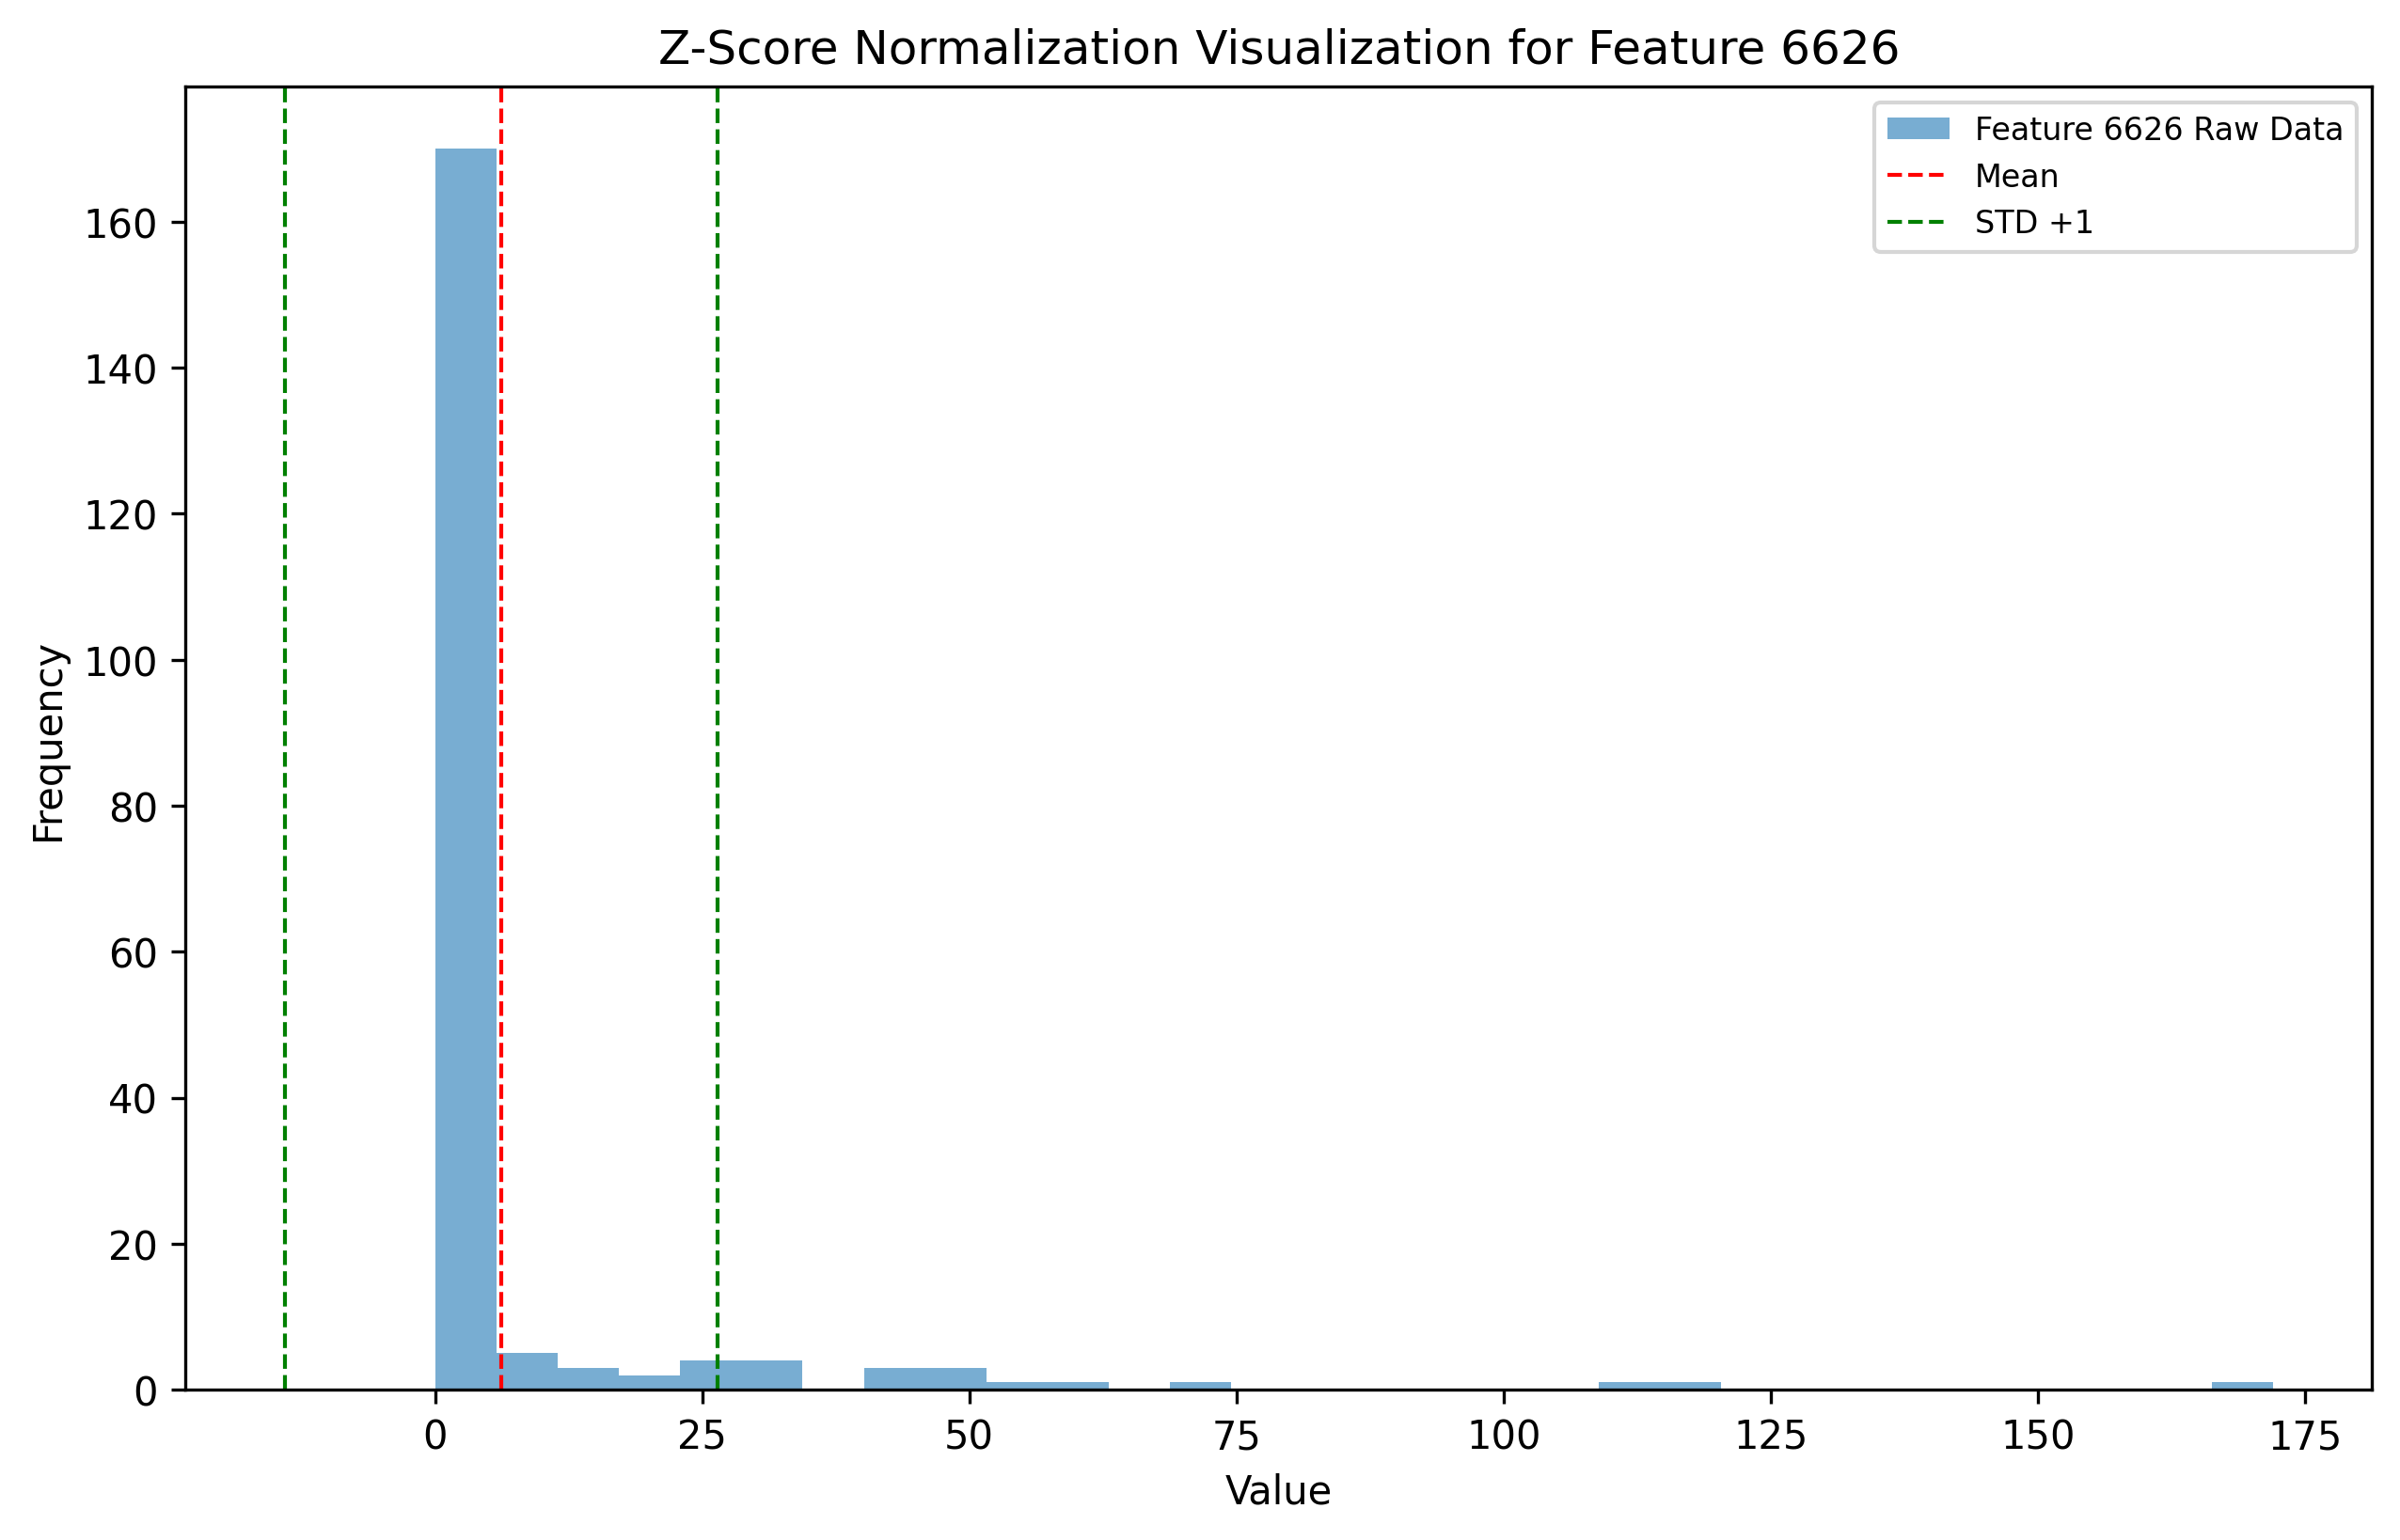 Z-Score Normalization Visualization for Feature 6626
Feature 6626 Raw Data
Mean
STD +1
Frequency
160
140
120
100
80
60
40
20
0
0 25 50 75 100 125 150 175
Value